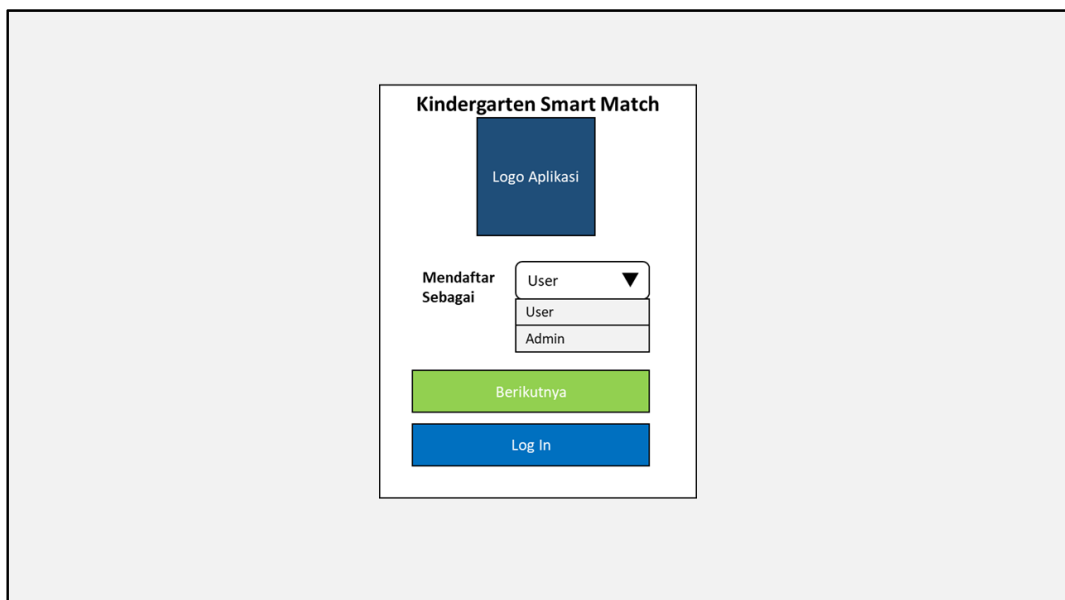 Kindergarten Smart Match
Logo Aplikasi
Mendaftar
Sebagai
User
User
Admin
Berikutnya
Log In